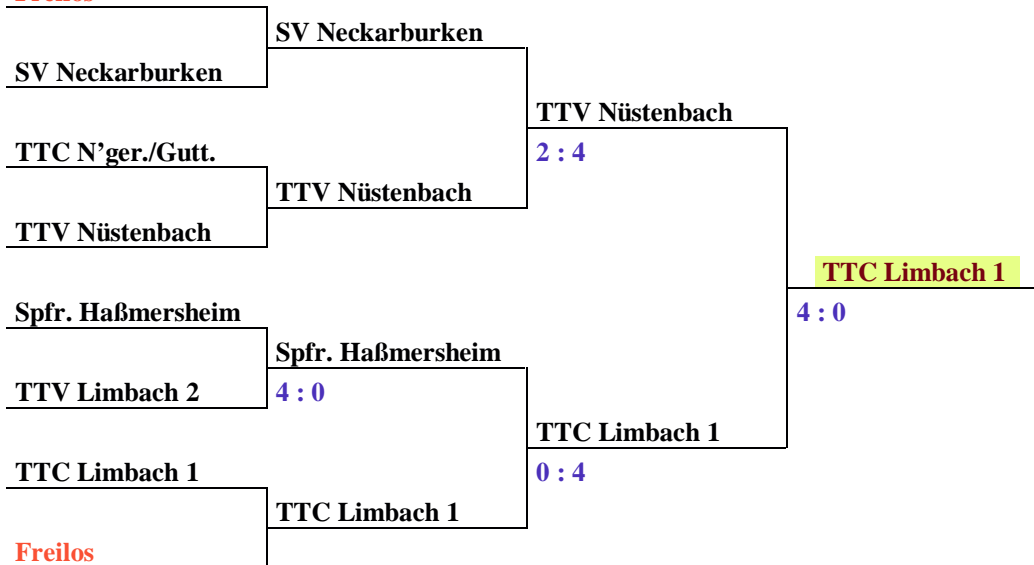 Freilos
SV Neckarburken
SV Neckarburken
TTV Nüstenbach
TTC N’ger./Gutt.
2 : 4
TTV Nüstenbach
TTV Nüstenbach
TTC Limbach 1
Spfr. Haßmersheim
4 : 0
Spfr. Haßmersheim
TTV Limbach 2
4 : 0
TTC Limbach 1
TTC Limbach 1
0 : 4
TTC Limbach 1
Freilos